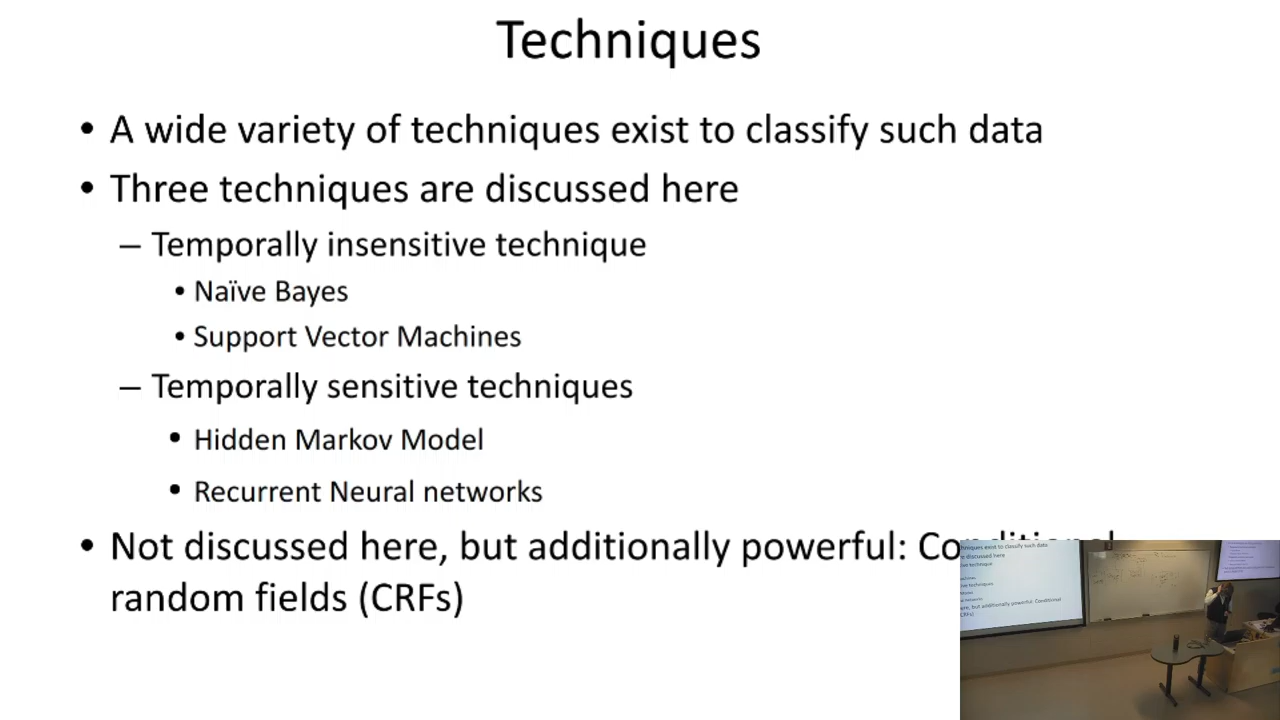 Techniques
• A wide variety of techniques exist to classify such data
• Three techniques are discussed here
– Temporally insensitive technique
• Naïve Bayes
• Support Vector Machines
– Temporally sensitive techniques
• Hidden Markov Model
• Recurrent Neural networks
• Not discussed here, but additionally powerful: Conditional
random fields (CRFs)